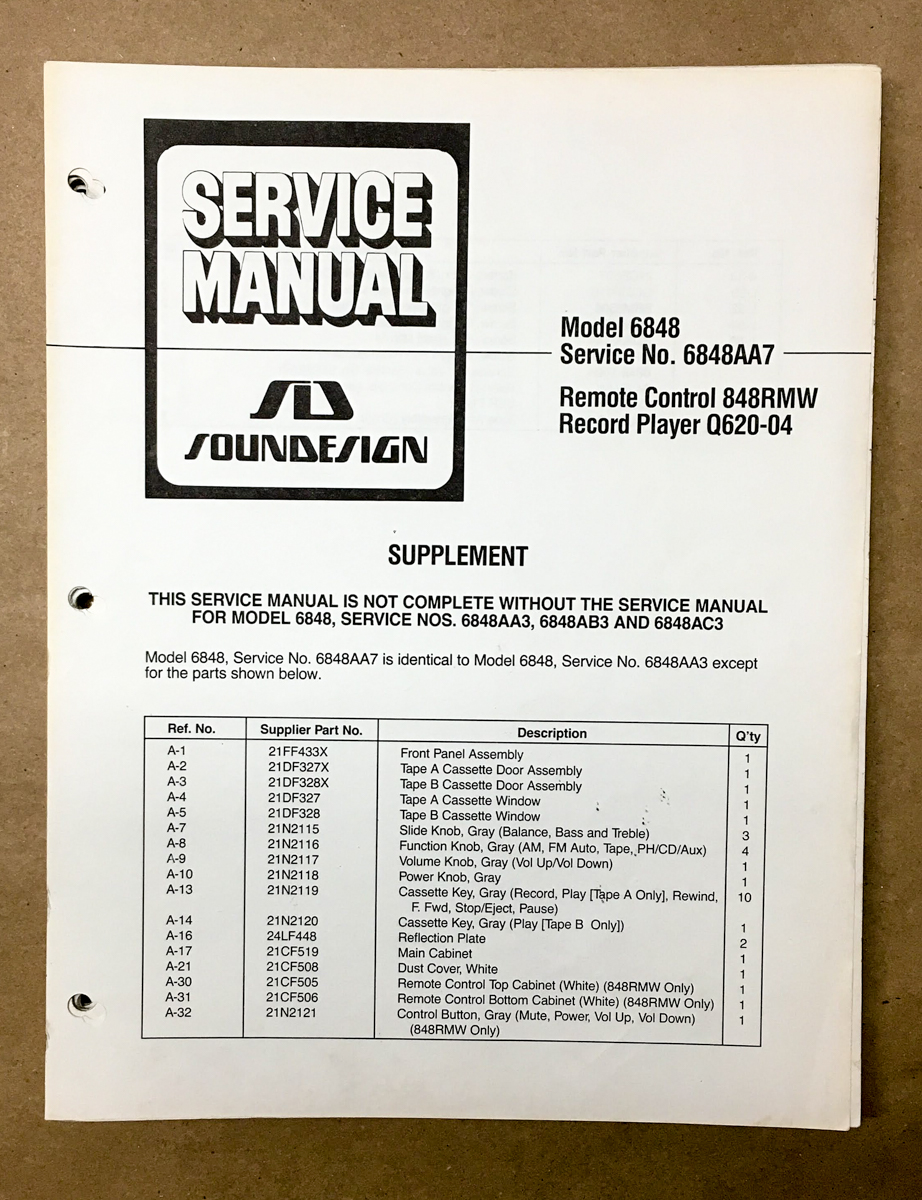 SERVICE
MANUAL
SD
SOUNDESIGN
Model 6848
Service No. 6848AA7
Remote Control 848RMW
Record Player Q620-04
SUPPLEMENT
THIS SERVICE MANUAL IS NOT COMPLETE WITHOUT THE SERVICE MANUAL
FOR MODEL 6848, SERVICE NOS. 6848AA3, 6848AB3 AND 6848AC3
Model 6848, Service No. 6848AA7 is identical to Model 6848, Service No. 6848AA3 except
for the parts shown below.
Ref. No. Supplier Part No. Description Q'ty
A-1 21FF433X Front Panel Assembly 1
A-2 21DF327X Tape A Cassette Door Assembly 1
A-3 21DF328X Tape B Cassette Door Assembly 1
A-4 21DF327 Tape A Cassette Window 1
A-5 21DF328 Tape B Cassette Window 1
A-7 21N2115 Slide Knob, Gray (Balance, Bass and Treble) 3
A-8 21N2116 Function Knob, Gray (AM, FM Auto, Tape, PH/CD/Aux) 4
A-9 21N2117 Volume Knob, Gray (Vol Up/Vol Down) 1
A-10 21N2118 Power Knob, Gray 1
A-13 21N2119 Cassette Key, Gray (Record, Play [Tape A Only], Rewind, 10
F. Fwd, Stop/Eject, Pause)
A-14 21N2120 Cassette Key, Gray (Play [Tape B Only]) 1
A-16 24LF448 Reflection Plate 2
A-17 21CF519 Main Cabinet 1
A-21 21CF508 Dust Cover, White 1
A-30 21CF505 Remote Control Top Cabinet (White) (848RMW Only) 1
A-31 21CF506 Remote Control Bottom Cabinet (White) (848RMW Only) 1
A-32 21N2121 Control Button, Gray (Mute, Power, Vol Up, Vol Down) 1
(848RMW Only)